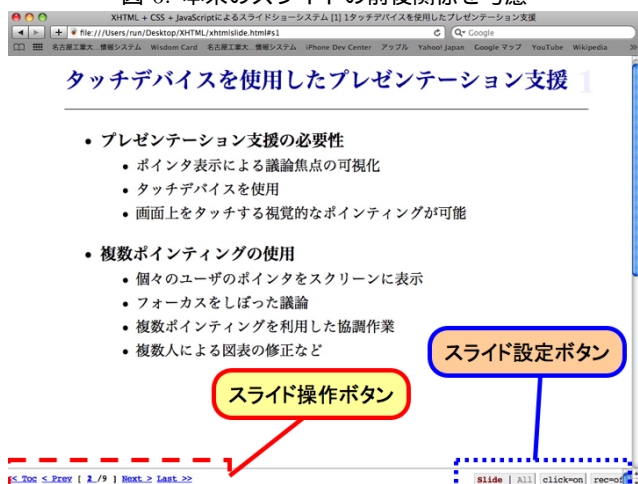 XHTML + CSS + JavaScriptによるスライドショーシステム [1] 1タッチデバイスを使用したプレゼンテーション支援
file:///Users/run/Desktop/XHTML/xhtmlslide.html#s1
Google
名古屋工業大...情報システム Wisdom Card 名古屋工業大...情報システム iPhone Dev Center アップル Yahoo! Japan Google マップ YouTube Wikipedia
タッチデバイスを使用したプレゼンテーション支援 1
• プレゼンテーション支援の必要性
• ポインタ表示による議論焦点の可視化
• タッチデバイスを使用
• 画面上をタッチする視覚的なポインティングが可能
• 複数ポインティングの使用
• 個々のユーザのポインタをスクリーンに表示
• フォーカスをしぼった議論
• 複数ポインティングを利用した協調作業
• 複数人による図表の修正など
スライド設定ボタン
スライド操作ボタン
< Toc < Prev [ 2 /9 ] Next > Last >>
Slide | All click=on rec=of